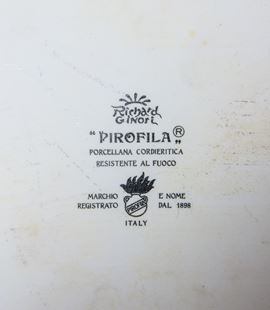 Richard
Ginori
"PIROFILA"®
PORCELLANA CORDIERITICA
RESISTENTE AL FUOCO
MARCHIO E NOME
REGISTRATO DAL 1898
ITALY